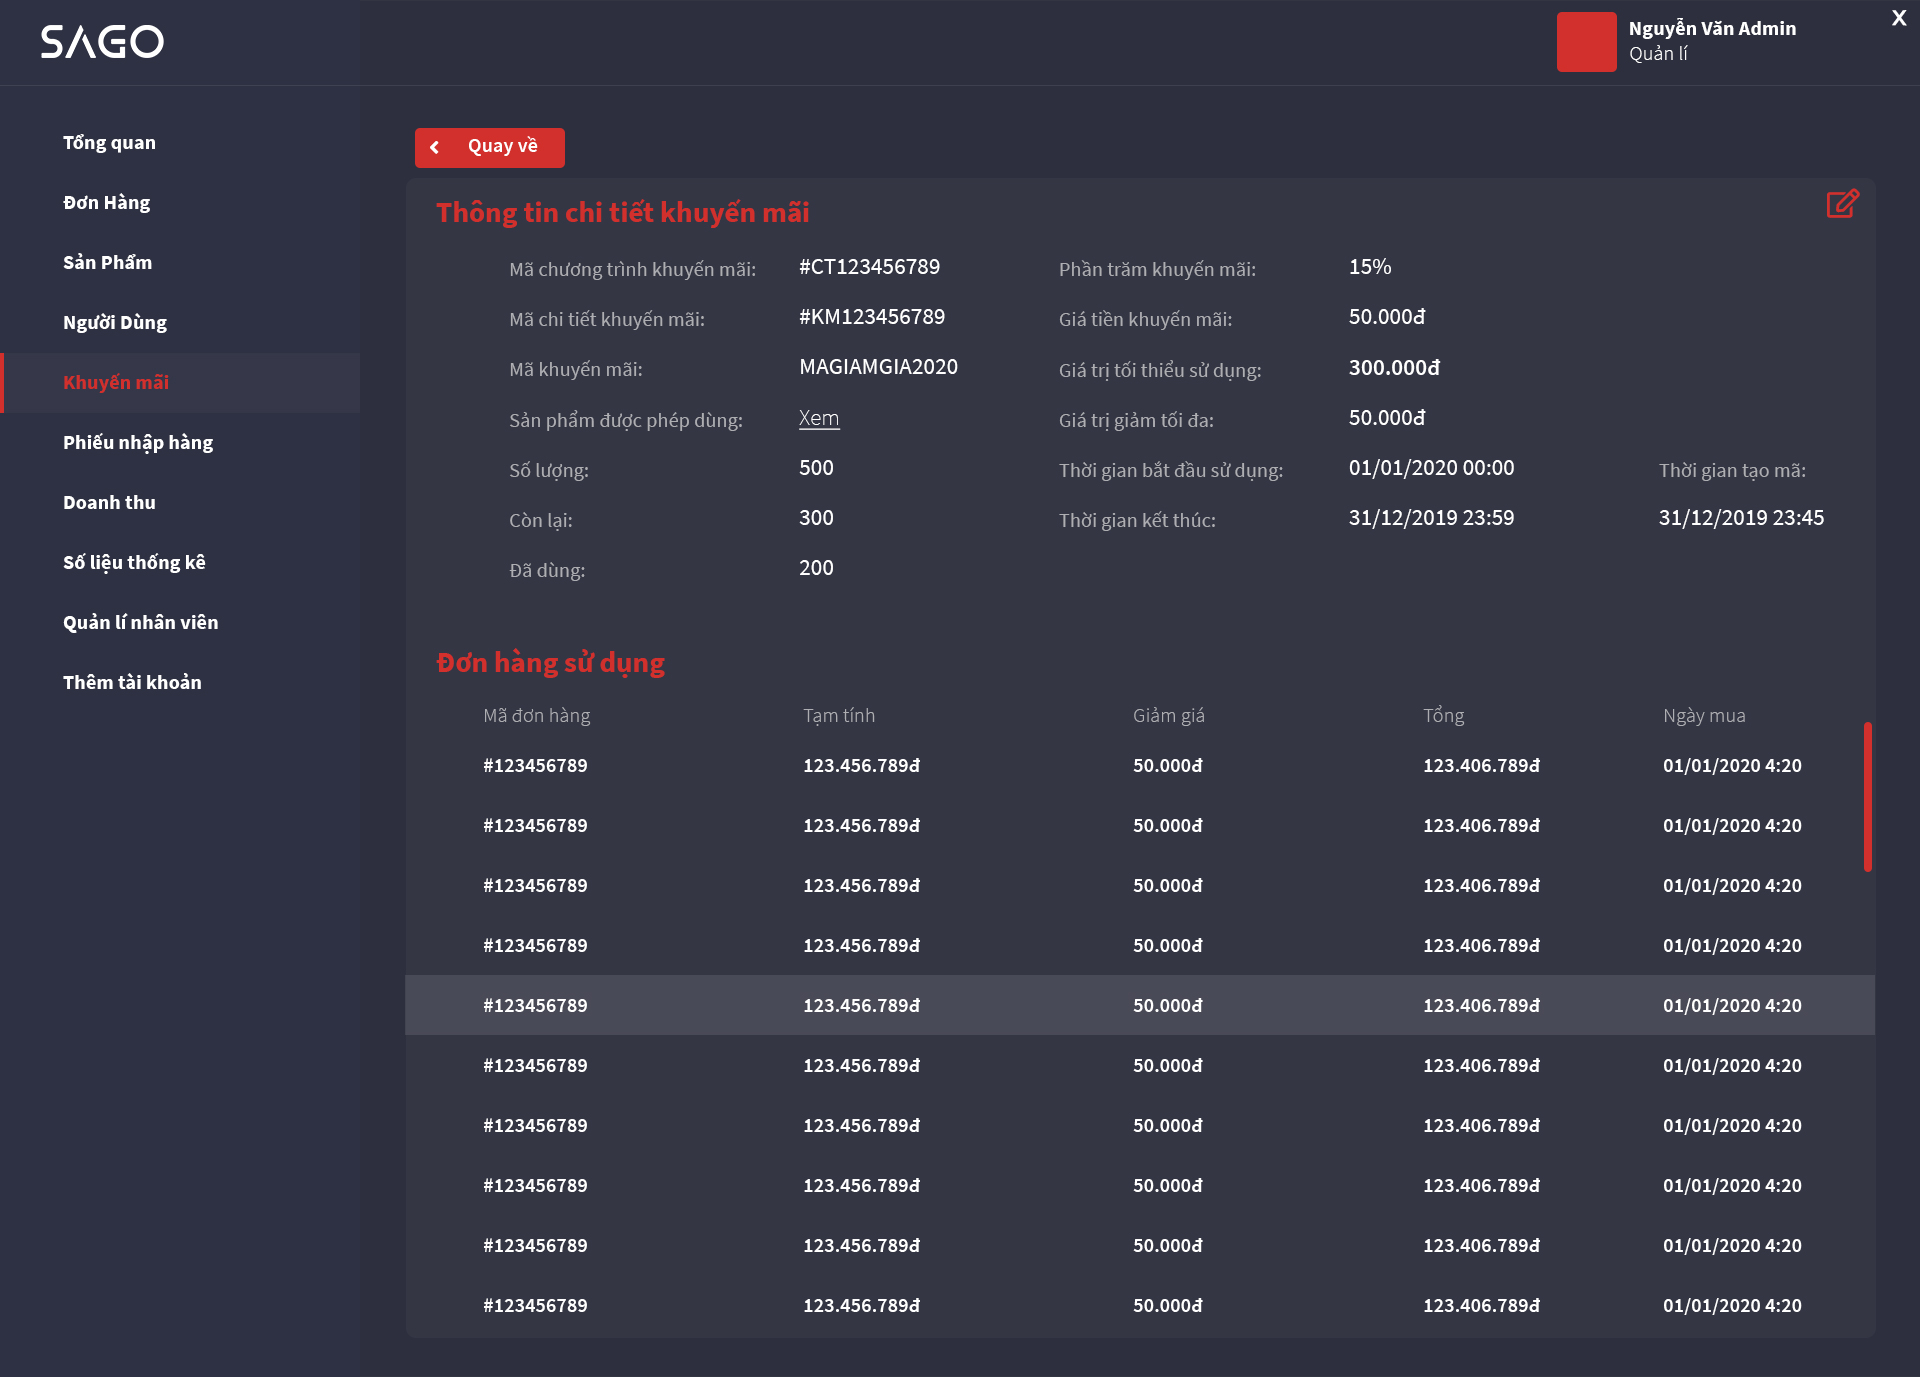 SAGO
Nguyễn Văn Admin
Quản lí
X
Tổng quan
Đơn Hàng
Sản Phẩm
Người Dùng
Khuyến mãi
Phiếu nhập hàng
Doanh thu
Số liệu thống kê
Quản lí nhân viên
Thêm tài khoản
Quay về
Thông tin chi tiết khuyến mãi
Mã chương trình khuyến mãi: #CT123456789 Phần trăm khuyến mãi: 15%
Mã chi tiết khuyến mãi: #KM123456789 Giá tiền khuyến mãi: 50.000đ
Mã khuyến mãi: MAGIAMGIA2020 Giá trị tối thiểu sử dụng: 300.000đ
Sản phẩm được phép dùng: Xem Giá trị giảm tối đa: 50.000đ
Số lượng: 500 Thời gian bắt đầu sử dụng: 01/01/2020 00:00 Thời gian tạo mã:
Còn lại: 300 Thời gian kết thúc: 31/12/2019 23:59 31/12/2019 23:45
Đã dùng: 200
Đơn hàng sử dụng
Mã đơn hàng Tạm tính Giảm giá Tổng Ngày mua
#123456789 123.456.789đ 50.000đ 123.406.789đ 01/01/2020 4:20
#123456789 123.456.789đ 50.000đ 123.406.789đ 01/01/2020 4:20
#123456789 123.456.789đ 50.000đ 123.406.789đ 01/01/2020 4:20
#123456789 123.456.789đ 50.000đ 123.406.789đ 01/01/2020 4:20
#123456789 123.456.789đ 50.000đ 123.406.789đ 01/01/2020 4:20
#123456789 123.456.789đ 50.000đ 123.406.789đ 01/01/2020 4:20
#123456789 123.456.789đ 50.000đ 123.406.789đ 01/01/2020 4:20
#123456789 123.456.789đ 50.000đ 123.406.789đ 01/01/2020 4:20
#123456789 123.456.789đ 50.000đ 123.406.789đ 01/01/2020 4:20
#123456789 123.456.789đ 50.000đ 123.406.789đ 01/01/2020 4:20